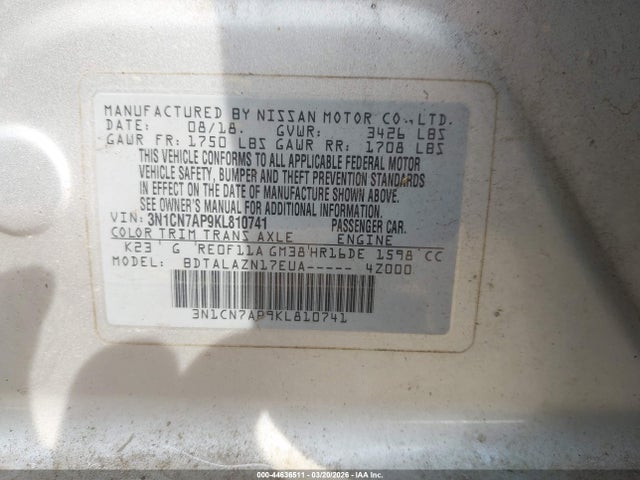 MANUFACTURED BY NISSAN MOTOR CO., LTD.
DATE: 08/18. GVWR: 3426 LBS
GAWR FR: 1750 LBS GAWR RR: 1708 LBS
THIS VEHICLE CONFORMS TO ALL APPLICABLE FEDERAL MOTOR
VEHICLE SAFETY, BUMPER AND THEFT PREVENTION STANDARDS
IN EFFECT ON THE DATE OF MANUFACTURE SHOWN ABOVE.
SEE OWNER'S MANUAL FOR ADDITIONAL INFORMATION.
VIN: 3N1CN7AP9KL810741 PASSENGER CAR.
COLOR TRIM TRANS AXLE ENGINE
K23 G RE0F11A GM38 HR16DE 1598 CC
MODEL: BDTALAZN17EUA----- 4Z000
3N1CN7AP9KL810741
000-44636511 — 03/20/2026 — IAAI.COM